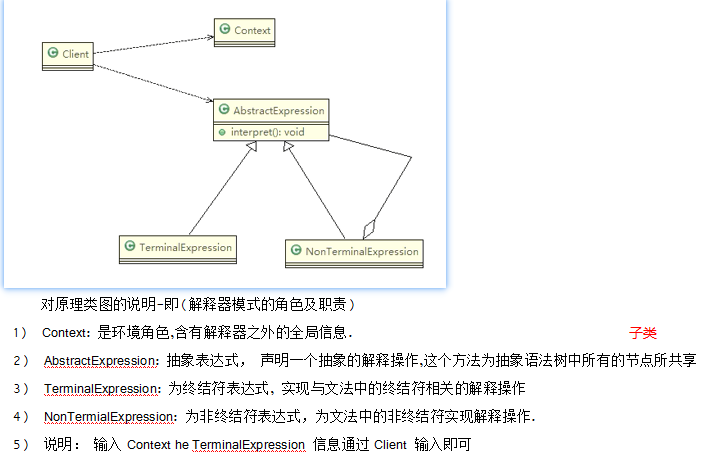 Context
Client
AbstractExpression
interpret(): void
TerminalExpression
NonTerminalExpression
对原理类图的说明-即(解释器模式的角色及职责)
1) Context: 是环境角色,含有解释器之外的全局信息.
子类
2) AbstractExpression: 抽象表达式, 声明一个抽象的解释操作,这个方法为抽象语法树中所有的节点所共享
3) TerminalExpression: 为终结符表达式, 实现与文法中的终结符相关的解释操作
4) NonTermialExpression: 为非终结符表达式，为文法中的非终结符实现解释操作.
5) 说明： 输入 Context he TerminalExpression 信息通过 Client 输入即可